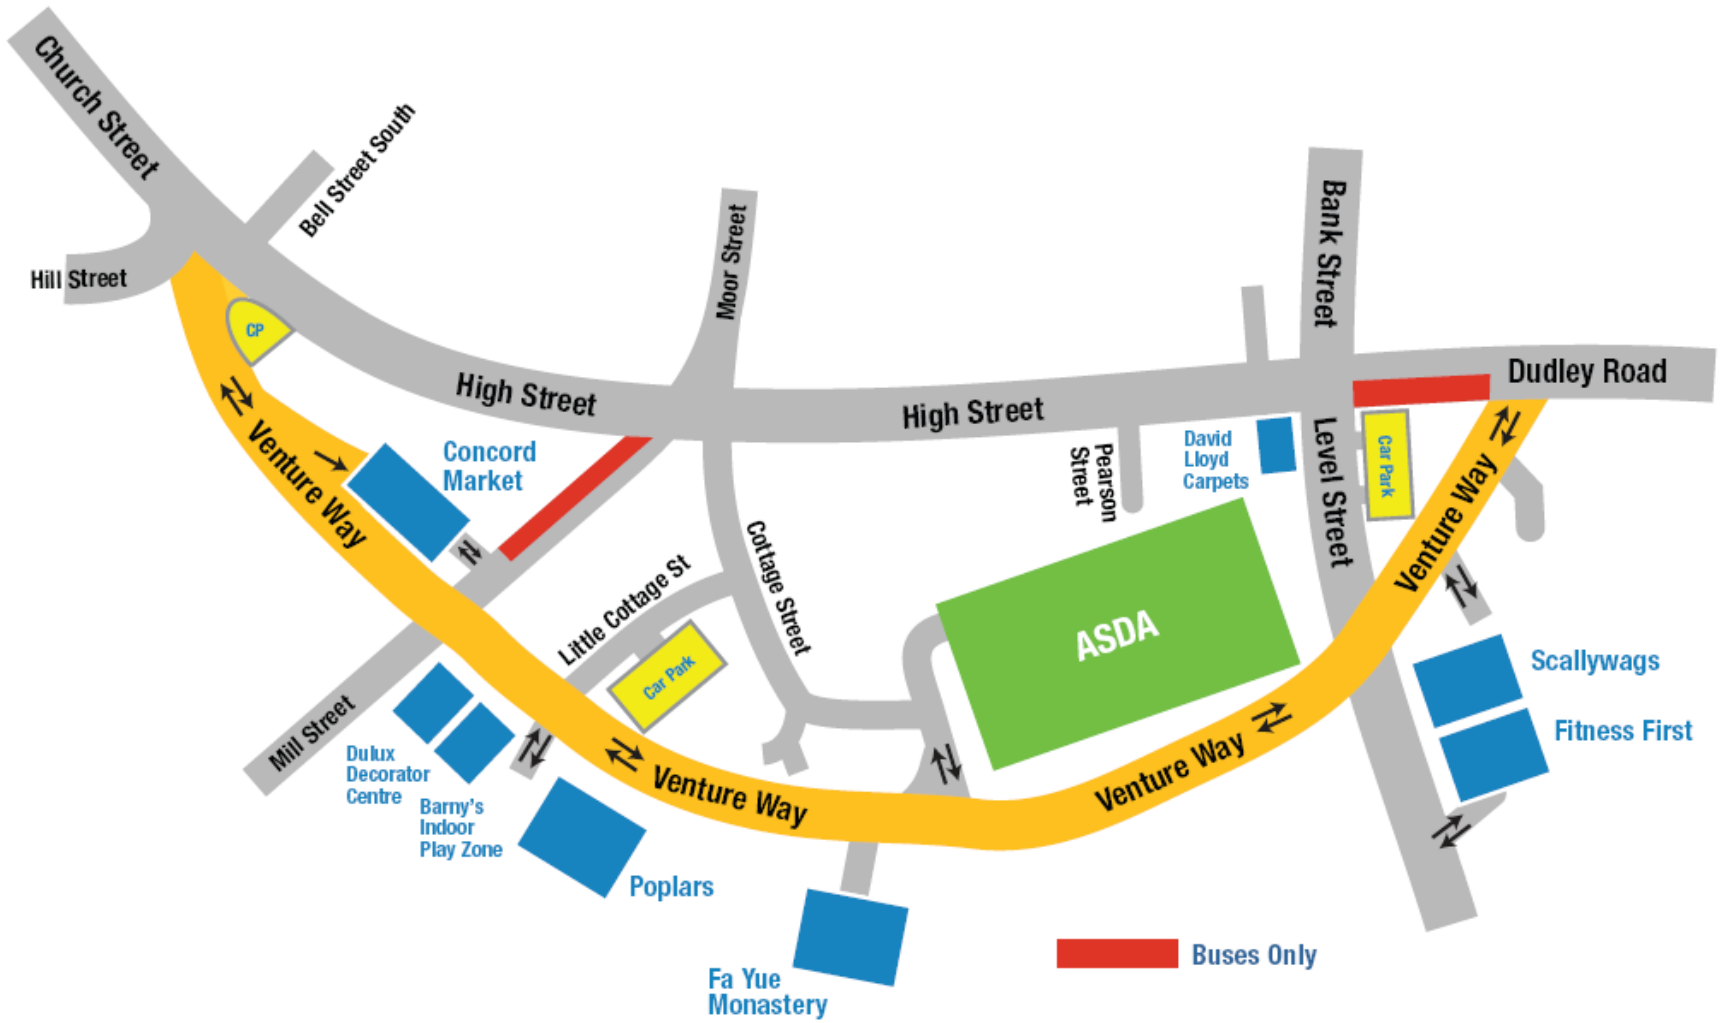 Church Street
Bell Street South
Hill Street
CP
Moor Street
Bank Street
High Street
High Street
Dudley Road
Venture Way
Concord
Market
Pearson
Street
David
Lloyd
Carpets
Level Street
Car Park
Venture Way
Cottage Street
Little Cottage St
Car Park
ASDA
Scallywags
Fitness First
Mill Street
Dulux
Decorator
Centre
Barny's
Indoor
Play Zone
Poplars
Venture Way
Venture Way
Fa Yue
Monastery
Buses Only